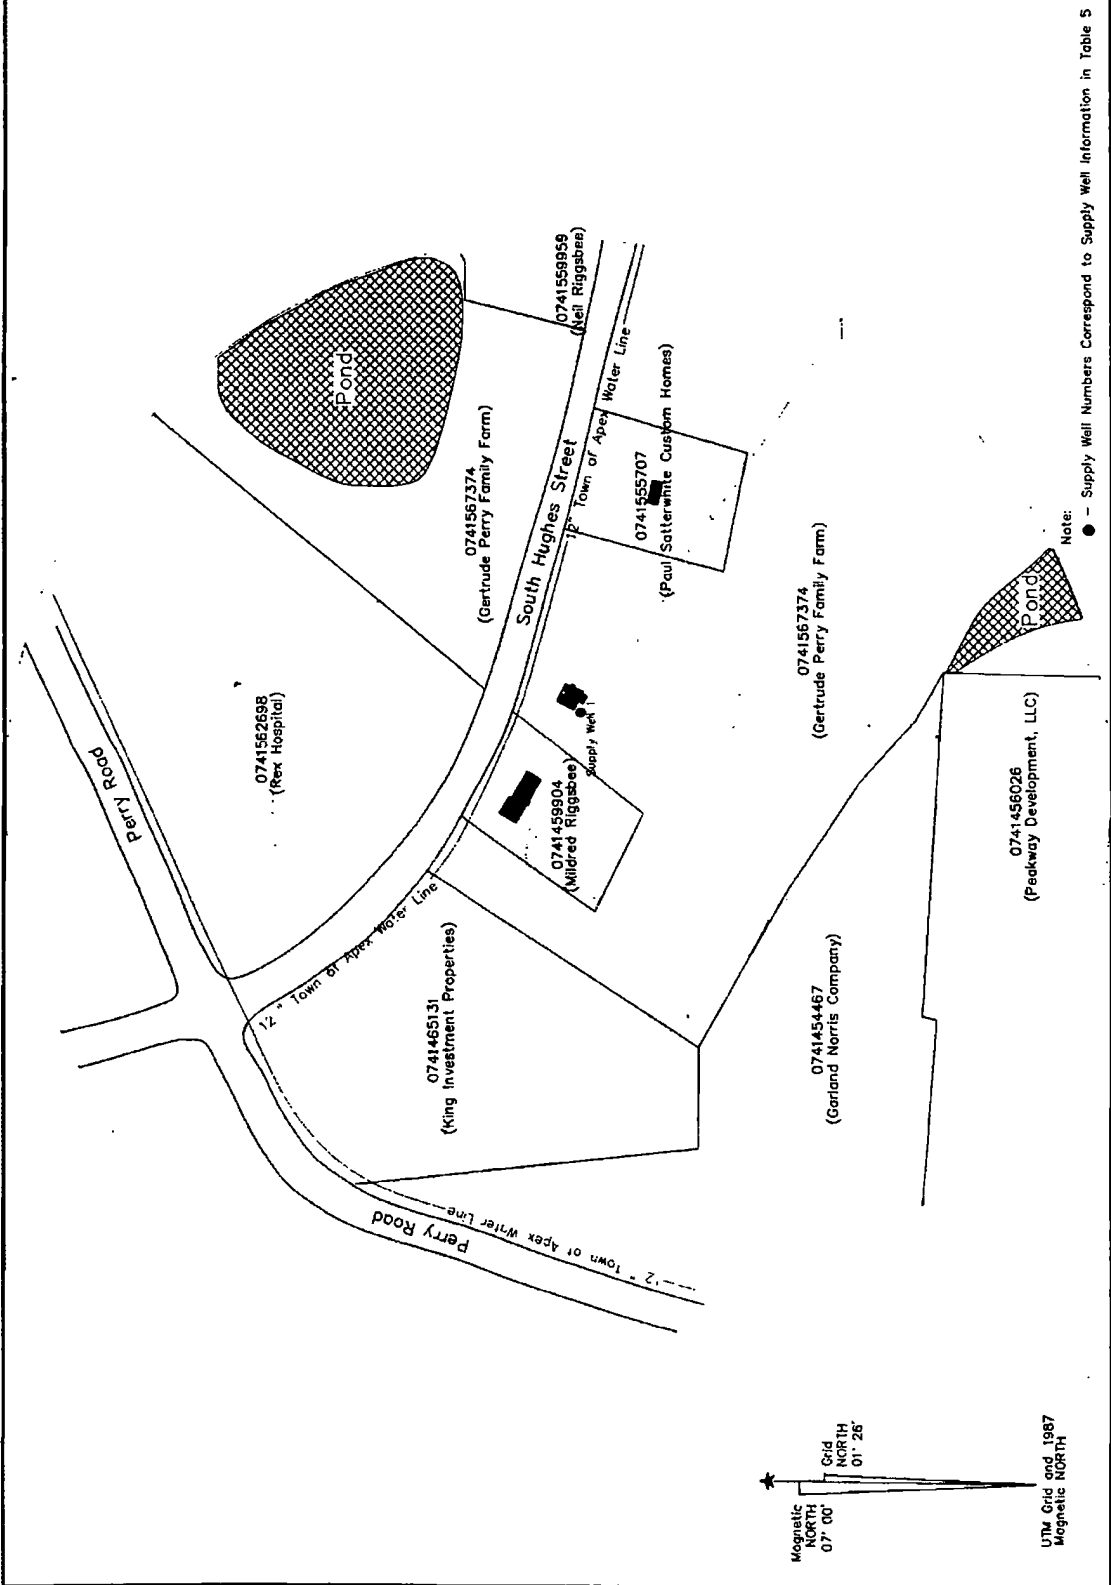 Perry Road
0741562698
(Rex Hospital)
Pond
0741567374
(Gertrude Perry Family Farm)
0741559959
(Neil Riggsbee)
South Hughes Street
12" Town of Apex Water Line
0741555707
(Paul Satterwhite Custom Homes)
Supply Well 1
0741459904
(Mildred Riggsbee)
12" Town of Apex Water Line
0741465131
(King Investment Properties)
Perry Road
12" Town of Apex Water Line
0741567374
(Gertrude Perry Family Farm)
0741454467
(Garland Norris Company)
0741456026
(Peakway Development, LLC)
Pond
Note:
● - Supply Well Numbers Correspond to Supply Well Information in Table 5
Magnetic
NORTH
07° 00'
Grid
NORTH
01° 26'
UTM Grid and 1987
Magnetic NORTH